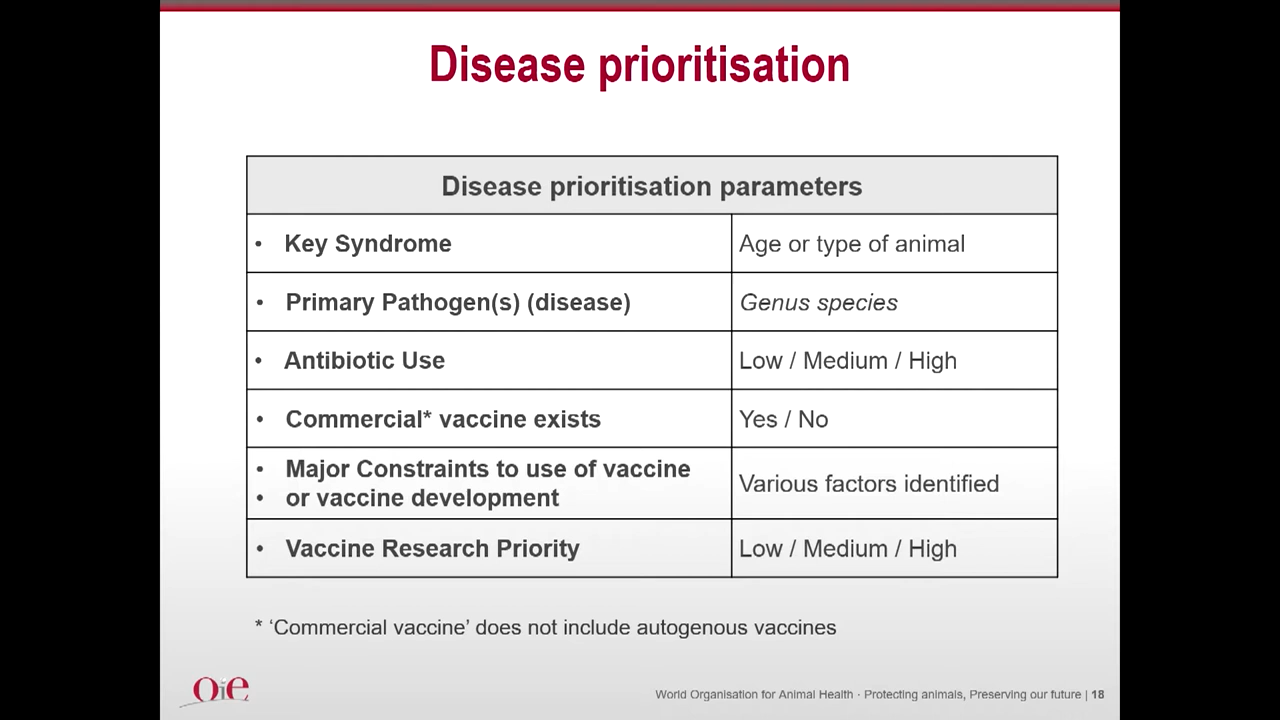 Disease prioritisation
Disease prioritisation parameters
• Key Syndrome
Age or type of animal
• Primary Pathogen(s) (disease)
Genus species
• Antibiotic Use
Low / Medium / High
• Commercial* vaccine exists
Yes / No
• Major Constraints to use of vaccine
• or vaccine development
Various factors identified
• Vaccine Research Priority
Low / Medium / High
* ‘Commercial vaccine’ does not include autogenous vaccines
Oie
World Organisation for Animal Health · Protecting animals, Preserving our future | 18